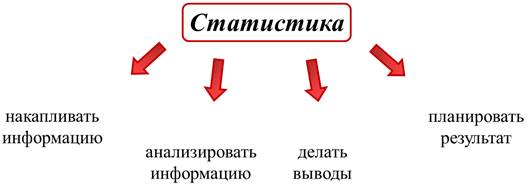 Статистика
накапливать
информацию
анализировать
информацию
делать
выводы
планировать
результат